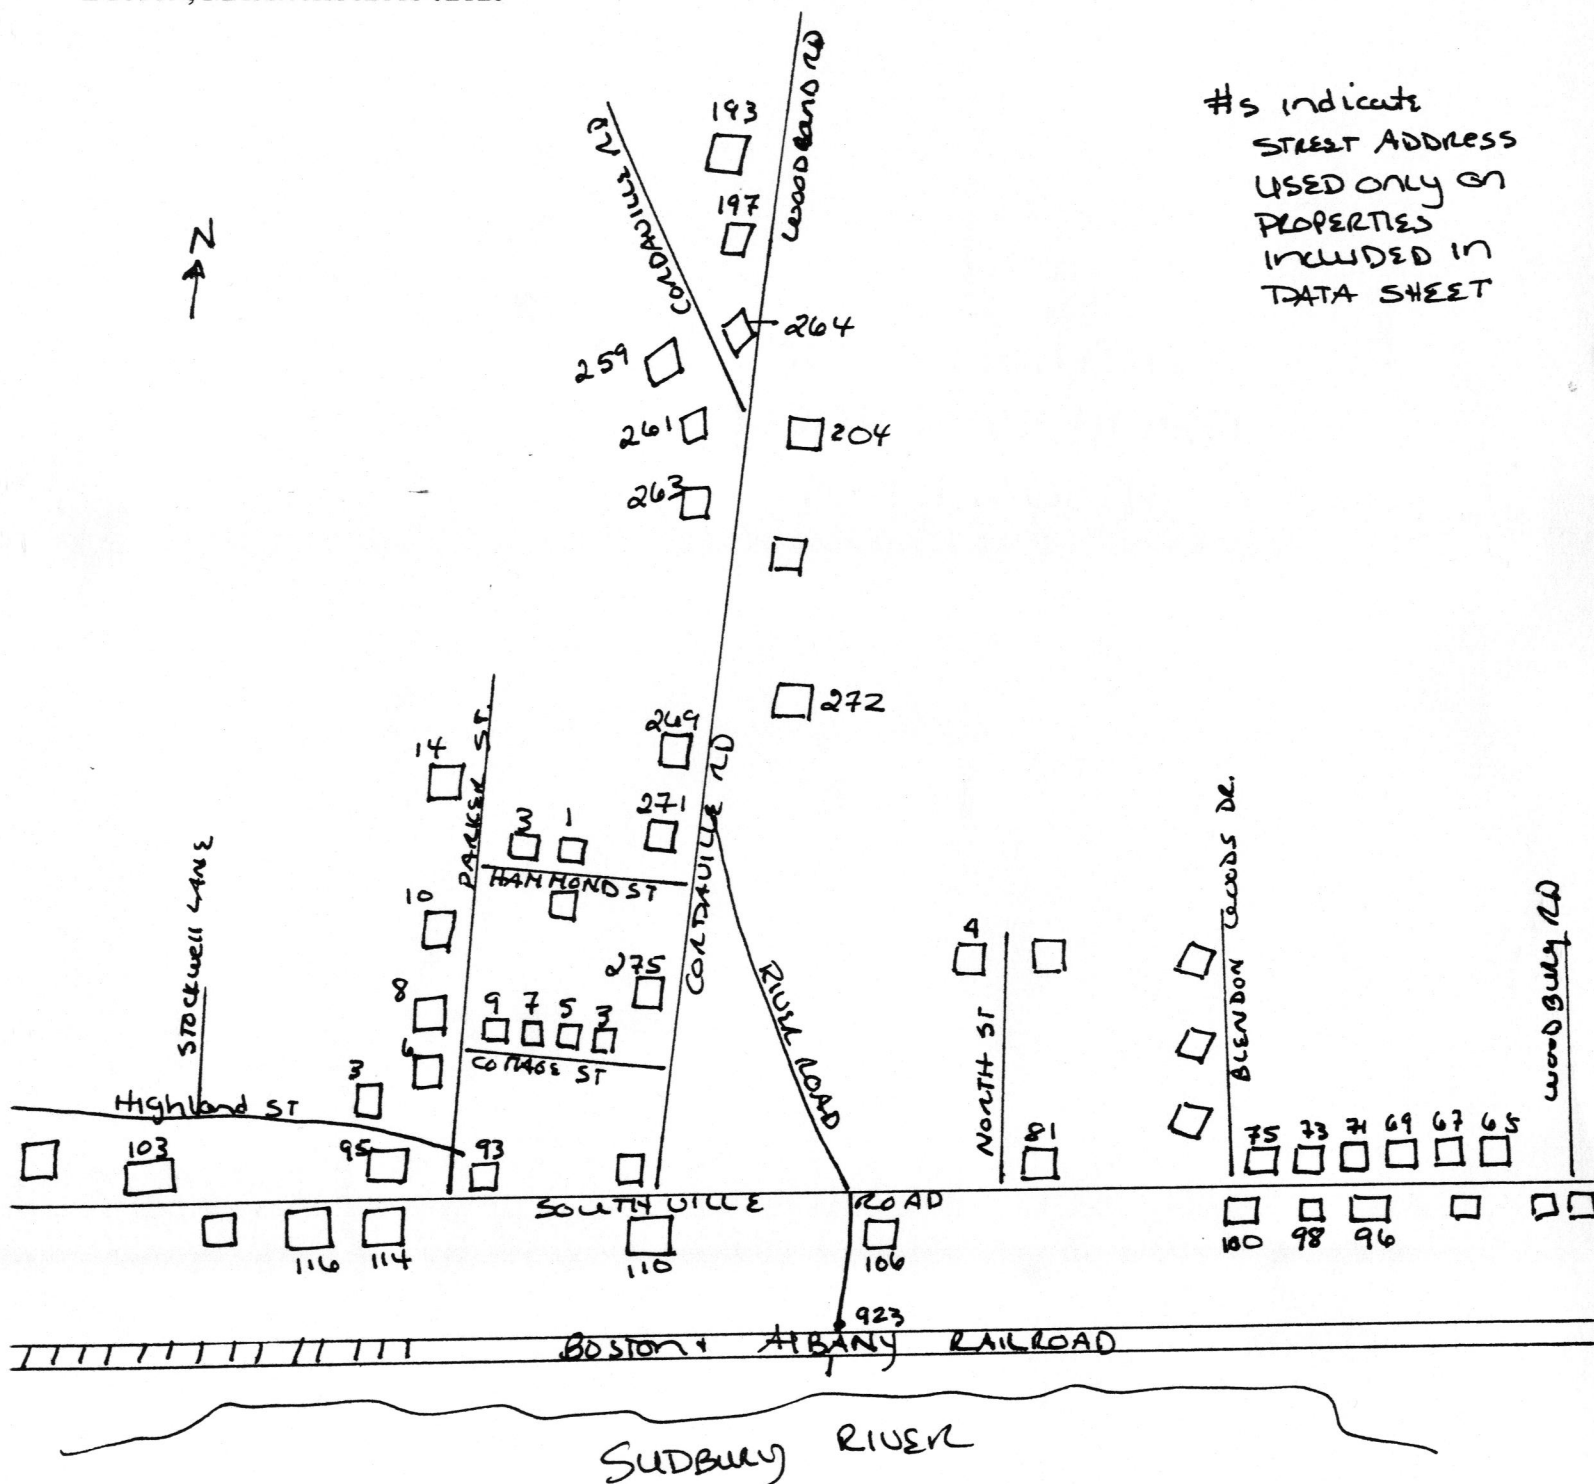 193
WOODLAND RD
#s indicate
STREET ADDRESS
USED ONLY ON
PROPERTIES
INCLUDED IN
DATA SHEET
CORDAVILLE RD
197
N
264
259
261
204
263
272
269
14
PARKER ST.
271
3
1
HAMMOND ST
CORDAVILLE RD
STOCKWELL LANE
10
275
8
9
7
5
3
6
COTTAGE ST
RIVER ROAD
4
NORTH ST
BLENDON WOODS DR.
WOODBURY RD
3
Highland ST
103
95
93
81
75
73
71
69
67
65
SOUTHVILLE ROAD
116
114
110
106
100
98
96
923
BOSTON + ALBANY RAILROAD
SUDBURY RIVER